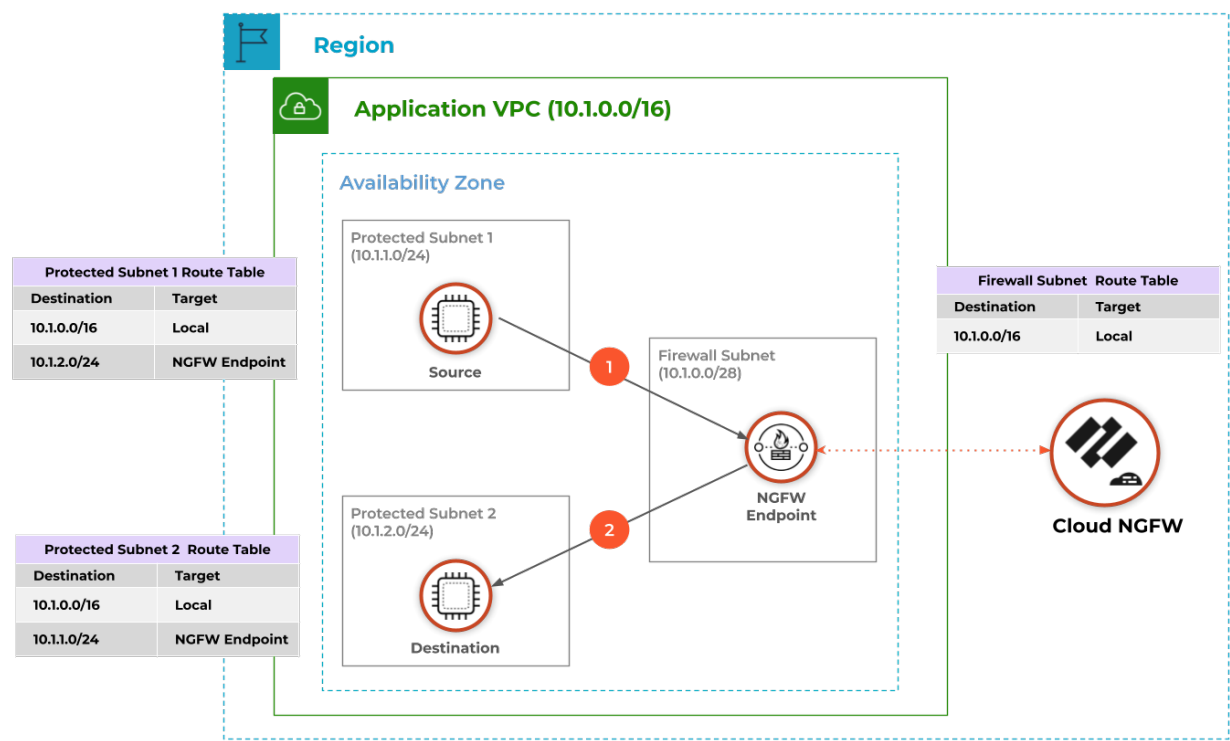 Region
Application VPC (10.1.0.0/16)
Availability Zone
Protected Subnet 1
(10.1.1.0/24)
Source
Protected Subnet 1 Route Table
Destination Target
10.1.0.0/16 Local
10.1.2.0/24 NGFW Endpoint
1
Firewall Subnet
(10.1.0.0/28)
NGFW
Endpoint
Firewall Subnet Route Table
Destination Target
10.1.0.0/16 Local
Cloud NGFW
2
Protected Subnet 2
(10.1.2.0/24)
Destination
Protected Subnet 2 Route Table
Destination Target
10.1.0.0/16 Local
10.1.1.0/24 NGFW Endpoint